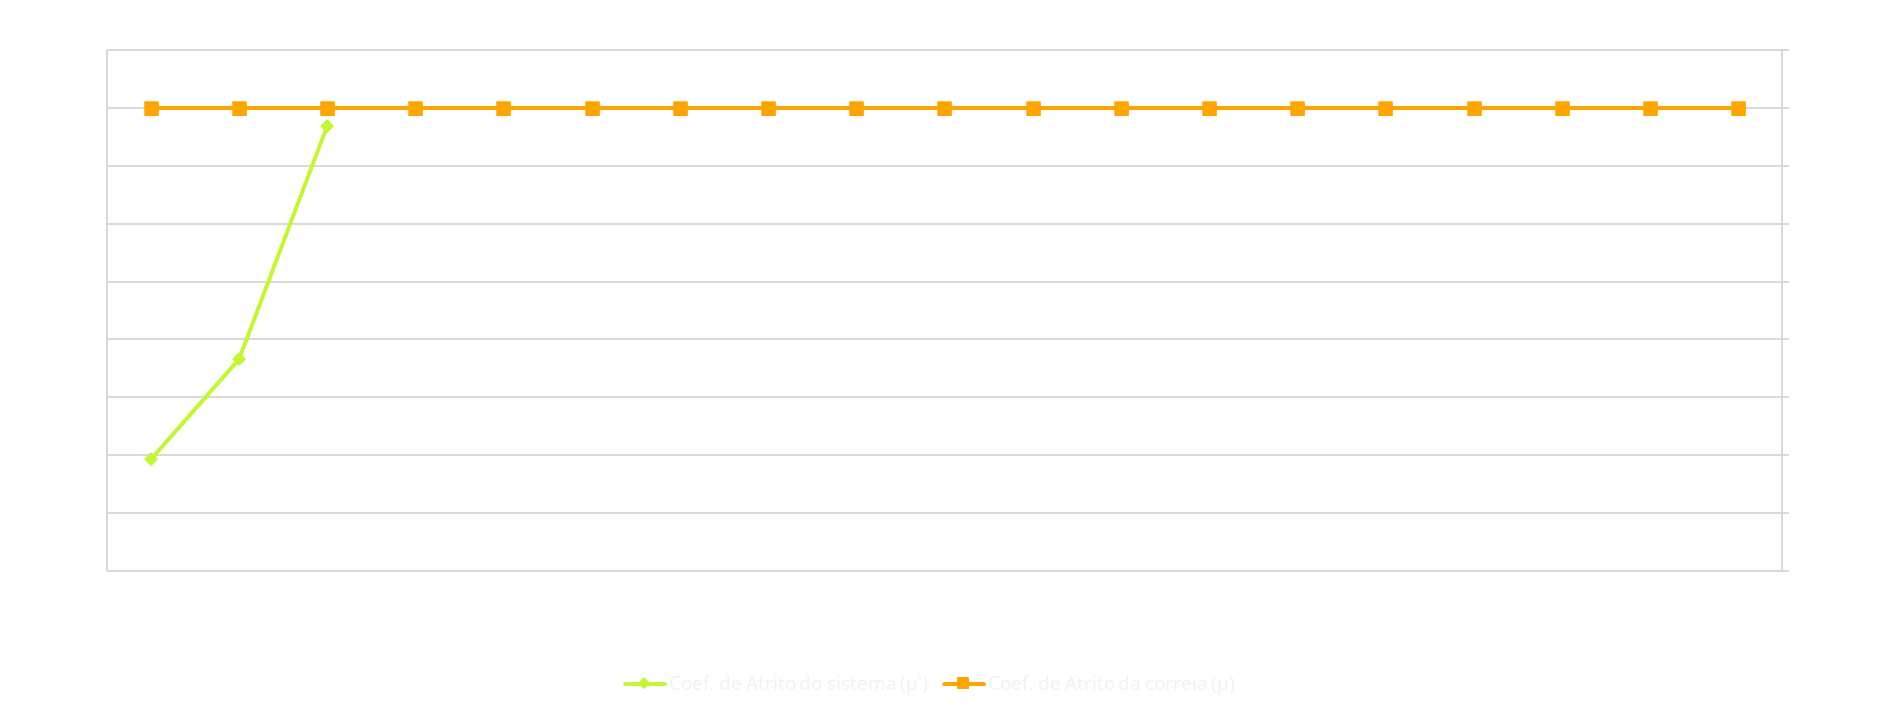 Coef. de Atrito do sistema (µ') Coef. de Atrito da correia (µ)